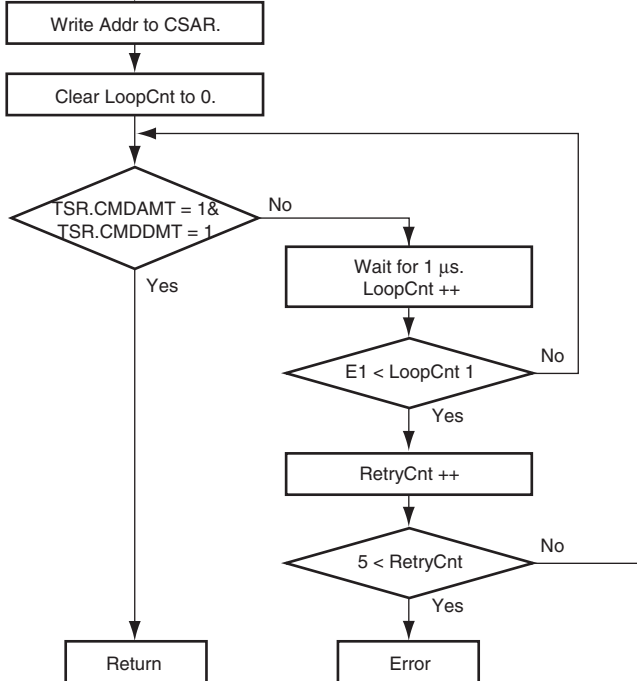 Write Addr to CSAR.
Clear LoopCnt to 0.
TSR.CMDAMT = 1&
TSR.CMDDMT = 1
No
Yes
Wait for 1 μs.
LoopCnt ++
E1 < LoopCnt 1
No
Yes
RetryCnt ++
5 < RetryCnt
No
Yes
Return
Error